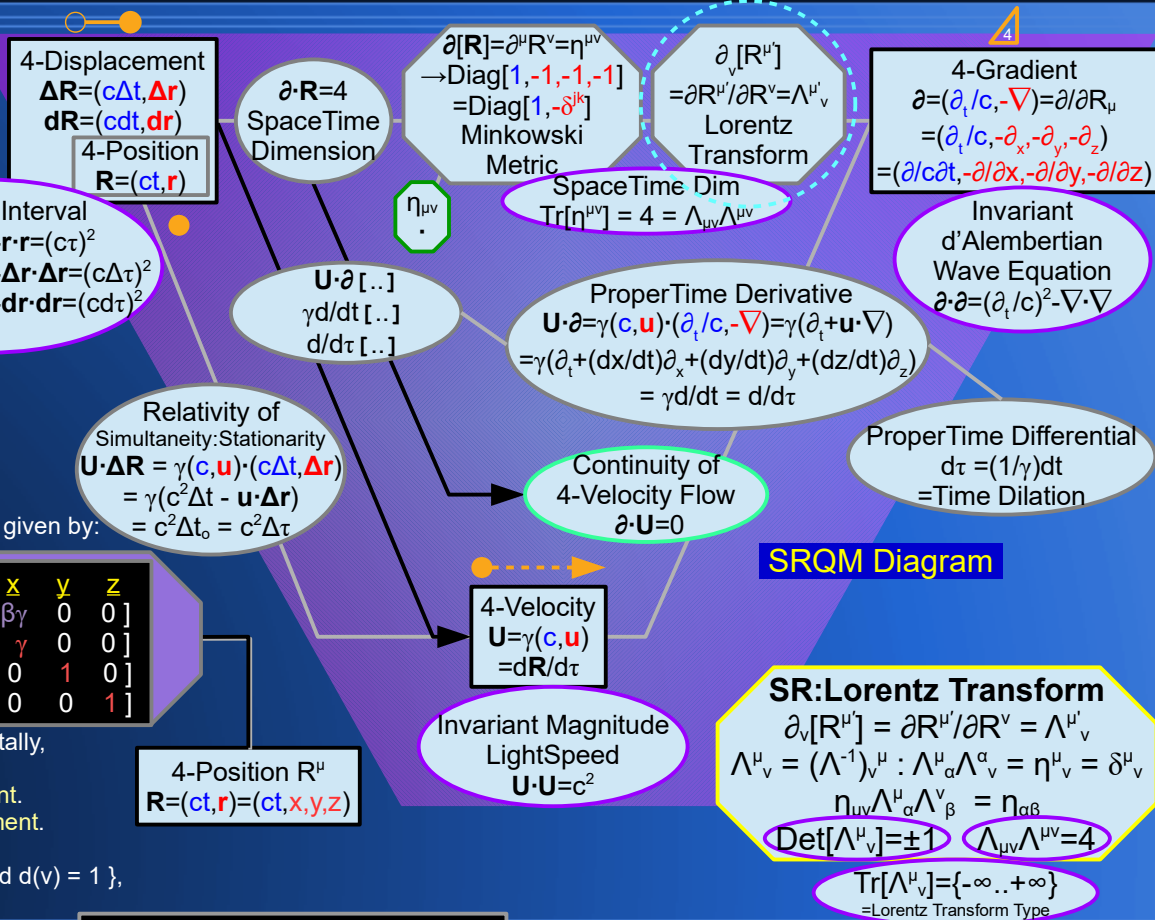 4-Displacement
ΔR=(cΔt,Δr)
dR=(cdt,dr)
4-Position
R=(ct,r)
∂·R=4
SpaceTime
Dimension
∂[R]=∂^μR^ν=η^μν
→Diag[1,-1,-1,-1]
=Diag[1,-δ^jk]
Minkowski
Metric
∂_ν[R^μ′]
=∂R^μ′/∂R^ν=Λ^μ′_ν
Lorentz
Transform
4
4-Gradient
∂=(∂_t/c,-∇)=∂/∂R_μ
=(∂_t/c,-∂_x,-∂_y,-∂_z)
=(∂/c∂t,-∂/∂x,-∂/∂y,-∂/∂z)
SpaceTime Dim
Tr[η^μν] = 4 = Λ_μνΛ^μν
η_μν
·
Interval
r·r=(cτ)²
Δr·Δr=(cΔτ)²
dr·dr=(cdτ)²
Invariant
d’Alembertian
Wave Equation
∂·∂=(∂_t/c)²-∇·∇
U·∂[..]
γd/dt[..]
d/dτ[..]
ProperTime Derivative
U·∂=γ(c,u)·(∂_t/c,-∇)=γ(∂_t+u·∇)
=γ(∂_t+(dx/dt)∂_x+(dy/dt)∂_y+(dz/dt)∂_z)
= γd/dt = d/dτ
Relativity of
Simultaneity:Stationarity
U·ΔR = γ(c,u)·(cΔt,Δr)
= γ(c²Δt - u·Δr)
= c²Δt_o = c²Δτ
ProperTime Differential
dτ =(1/γ)dt
=Time Dilation
Continuity of
4-Velocity Flow
∂·U=0
given by:
SRQM Diagram
x y z
βγ 0 0 ]
γ 0 0 ]
0 1 0 ]
0 0 1 ]
4-Velocity
U=γ(c,u)
=dR/dτ
Invariant Magnitude
LightSpeed
U·U=c²
4-Position R^μ
R=(ct,r)=(ct,x,y,z)
d(v) = 1 },
SR:Lorentz Transform
∂_ν[R^μ′] = ∂R^μ′/∂R^ν = Λ^μ′_ν
Λ^μ_ν = (Λ^-1)_ν^μ : Λ^μ_αΛ^α_ν = η^μ_ν = δ^μ_ν
η_μνΛ^μ_αΛ^ν_β = η_αβ
Det[Λ^μ_ν]=±1 Λ_μνΛ^μν=4
Tr[Λ^μ_ν]={-∞..+∞}
=Lorentz Transform Type